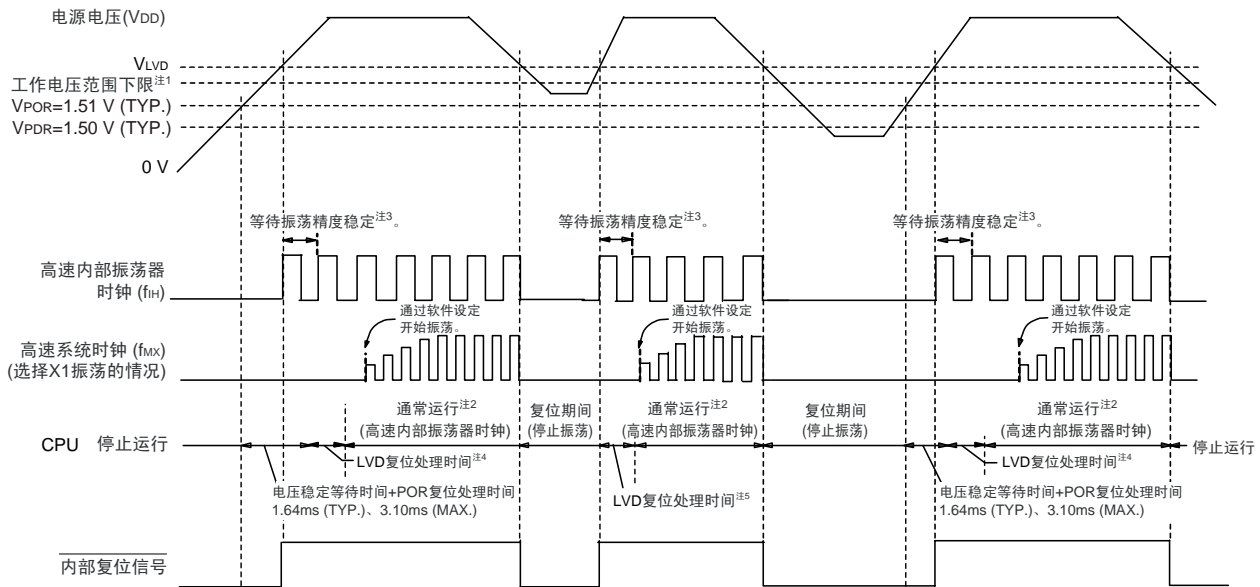 电源电压(VDD)
VLVD
工作电压范围下限注1
VPOR=1.51 V (TYP.)
VPDR=1.50 V (TYP.)
0 V
等待振荡精度稳定注3。
等待振荡精度稳定注3。
等待振荡精度稳定注3。
高速内部振荡器
时钟 (fIH)
通过软件设定
开始振荡。
通过软件设定
开始振荡。
通过软件设定
开始振荡。
高速系统时钟 (fMX)
(选择X1振荡的情况)
通常运行注2
(高速内部振荡器时钟)
复位期间
(停止振荡)
通常运行注2
(高速内部振荡器时钟)
复位期间
(停止振荡)
通常运行注2
(高速内部振荡器时钟)
CPU 停止运行
停止运行
LVD复位处理时间注4
LVD复位处理时间注5
LVD复位处理时间注4
电压稳定等待时间+POR复位处理时间
1.64ms (TYP.)、3.10ms (MAX.)
电压稳定等待时间+POR复位处理时间
1.64ms (TYP.)、3.10ms (MAX.)
内部复位信号